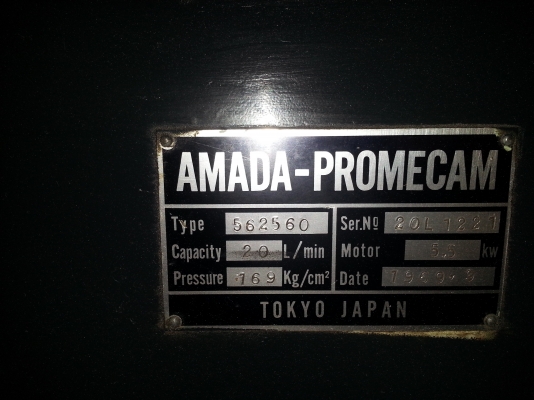 AMADA-PROMECAM
Type 562560 Ser.No 20L 1221
Capacity 20 L/min Motor kw
Pressure 169 Kg/cm² Date
TOKYO JAPAN